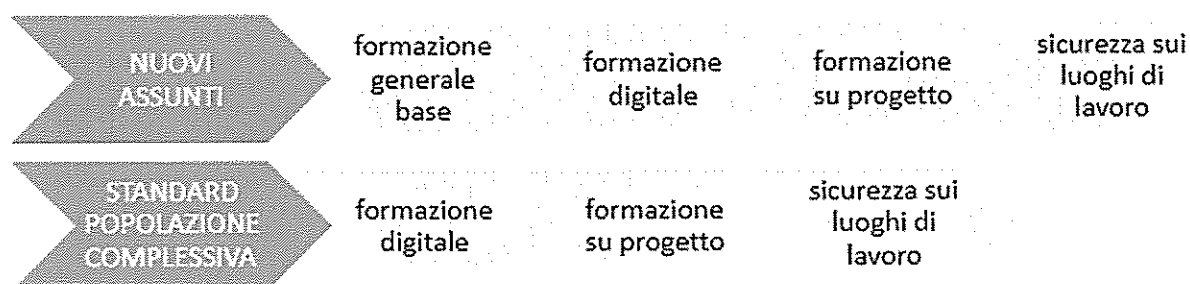 NUOVI
ASSUNTI
formazione
generale
base
formazione
digitale
formazione
su progetto
sicurezza sui
luoghi di
lavoro
STANDARD
POPOLAZIONE
COMPLESSIVA
formazione
digitale
formazione
su progetto
sicurezza sui
luoghi di
lavoro